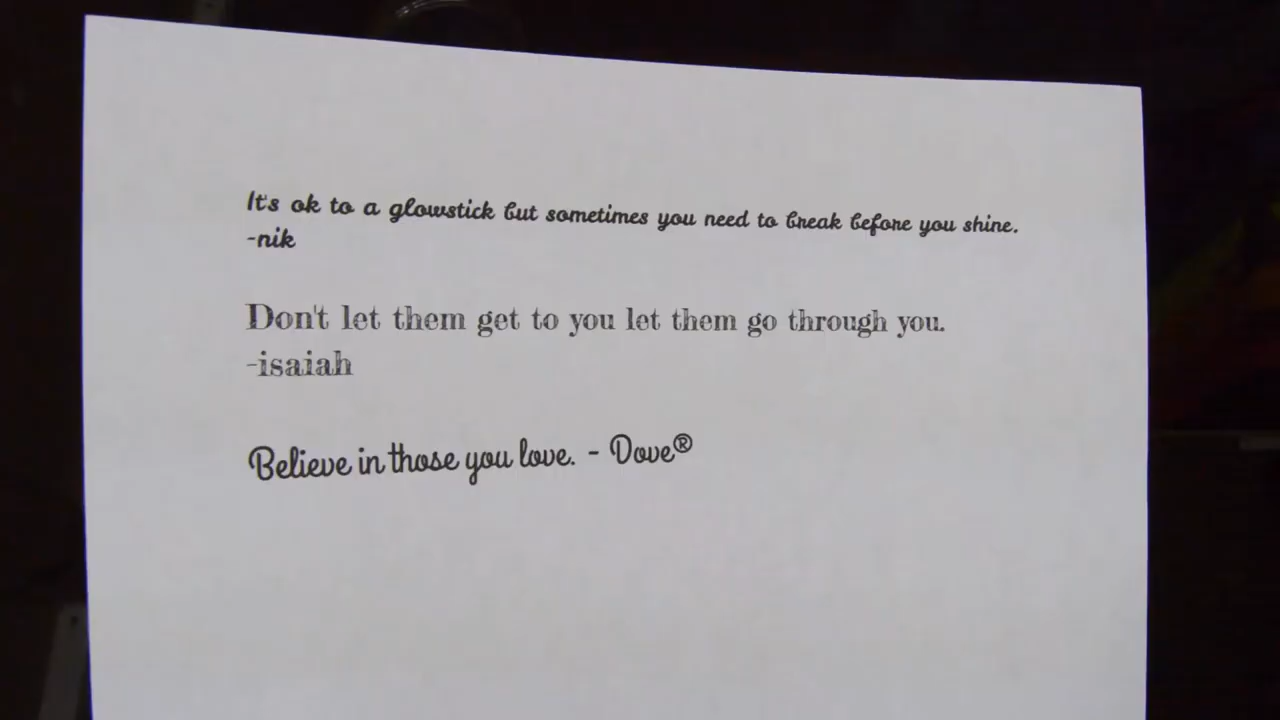 It's ok to a glowstick but sometimes you need to break before you shine.
-nik
Don't let them get to you let them go through you.
-isaiah
Believe in those you love. - Dove®